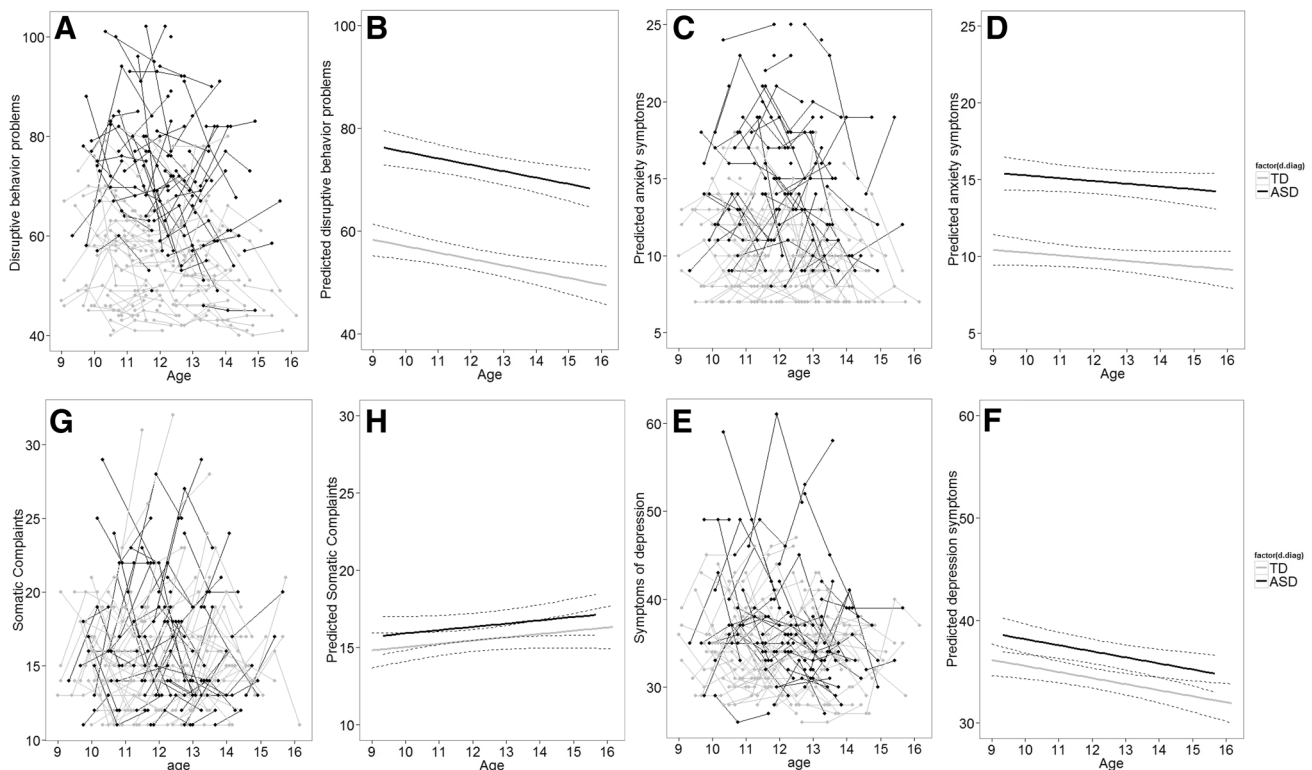 A
Disruptive behavior problems
100
80
60
40
9 10 11 12 13 14 15 16
Age
B
Predicted disruptive behavior problems
100
80
60
40
9 10 11 12 13 14 15 16
Age
C
Predicted anxiety symptoms
25
20
15
10
5
9 10 11 12 13 14 15 16
age
D
Predicted anxiety symptoms
25
20
15
10
5
9 10 11 12 13 14 15 16
Age
factor(d.diag)
TD
ASD
G
Somatic Complaints
30
25
20
15
10
9 10 11 12 13 14 15 16
age
H
Predicted Somatic Complaints
30
25
20
15
10
9 10 11 12 13 14 15 16
Age
E
Symptoms of depression
60
50
40
30
9 10 11 12 13 14 15 16
age
F
Predicted depression symptoms
60
50
40
30
9 10 11 12 13 14 15 16
Age
factor(d.diag)
TD
ASD